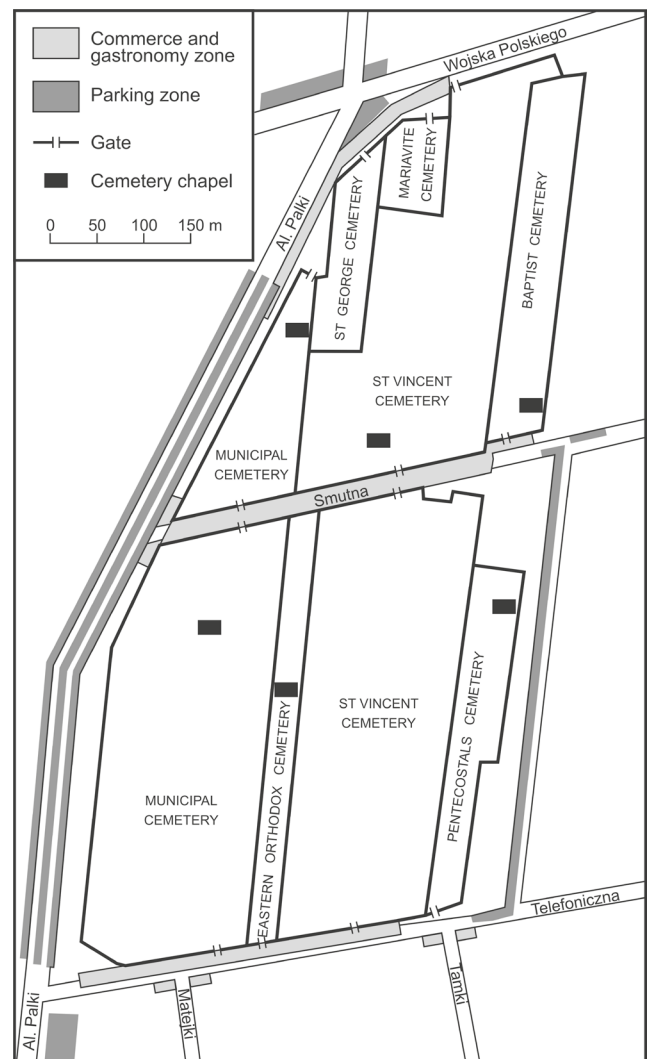 Commerce and
gastronomy zone
Parking zone
Gate
Cemetery chapel
0 50 100 150 m
Wojska Polskiego
Al. Palki
MARIAVITE
CEMETERY
ST GEORGE CEMETERY
BAPTIST CEMETERY
ST VINCENT
CEMETERY
MUNICIPAL
CEMETERY
Smutna
ST VINCENT
CEMETERY
PENTECOSTALS CEMETERY
EASTERN ORTHODOX CEMETERY
MUNICIPAL
CEMETERY
Telefoniczna
Tamki
Matejki
Al. Palki